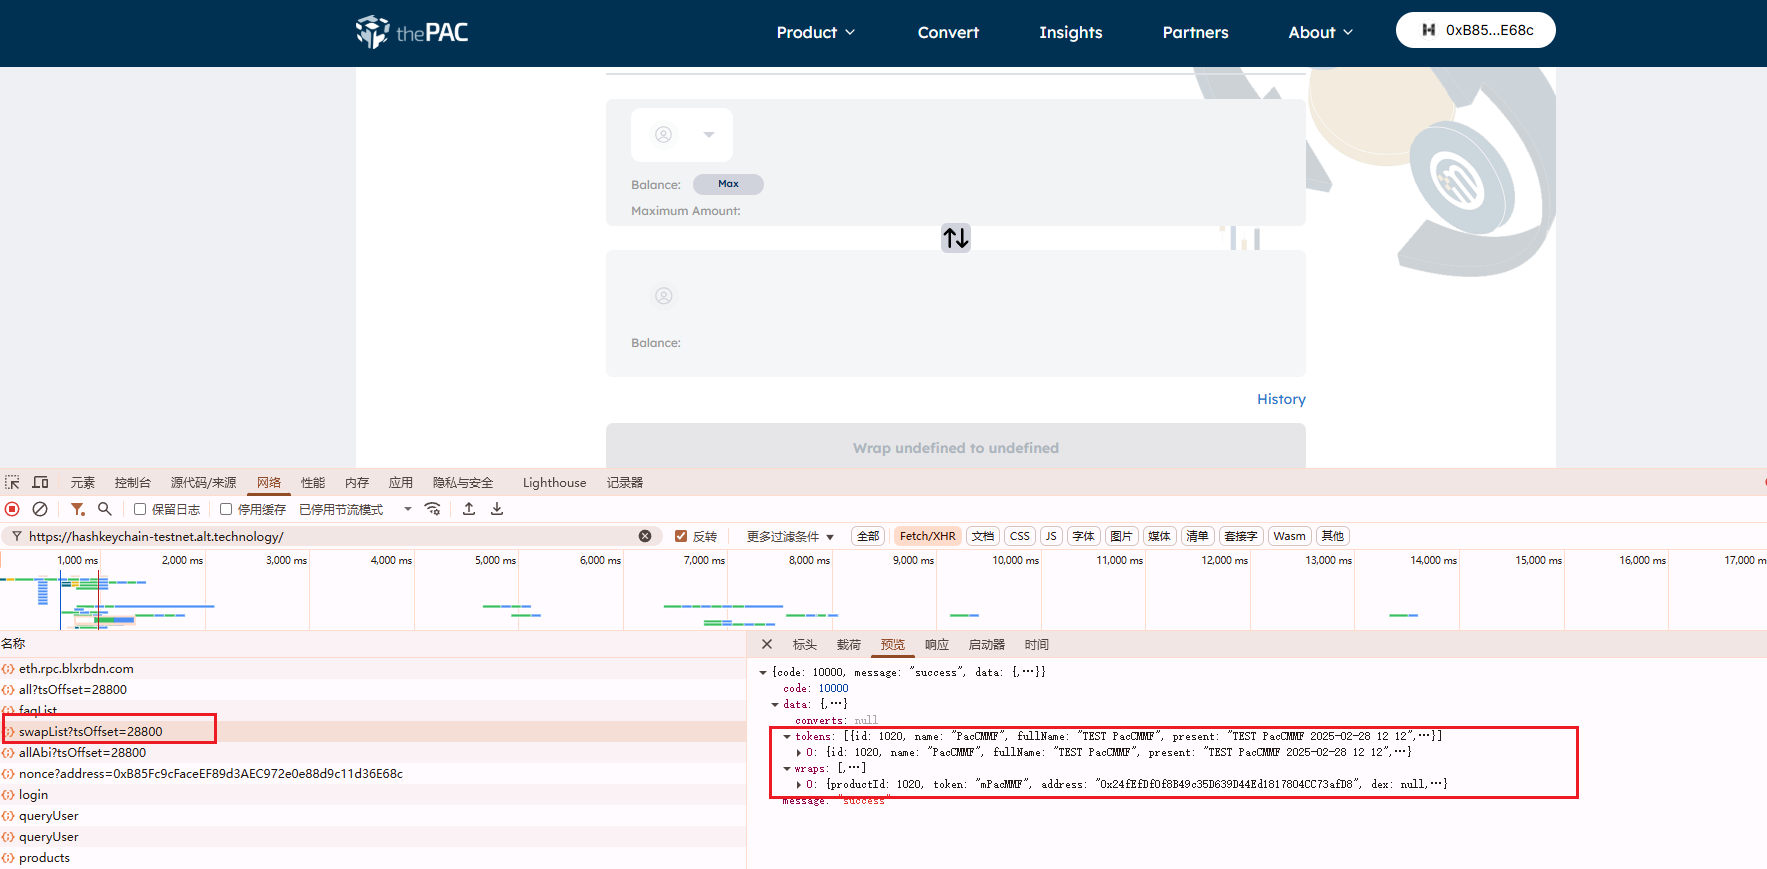 thePAC
Product
Convert
Insights
Partners
About
0xB85...E68c
Balance:
Max
Maximum Amount:
Balance:
History
Wrap undefined to undefined
元素
控制台
源代码/来源
网络
性能
内存
应用
隐私与安全
Lighthouse
记录器
保留日志
停用缓存
已停用节流模式
https://hashkeychain-testnet.alt.technology/
反转
更多过滤条件
全部
Fetch/XHR
文档
CSS
JS
字体
图片
媒体
清单
套接字
Wasm
其他
1,000 ms
2,000 ms
3,000 ms
4,000 ms
5,000 ms
6,000 ms
7,000 ms
8,000 ms
9,000 ms
10,000 ms
11,000 ms
12,000 ms
13,000 ms
14,000 ms
15,000 ms
16,000 ms
17,000 m
名称
eth.rpc.blxrbdn.com
all?tsOffset=28800
faqList
swapList?tsOffset=28800
allAbi?tsOffset=28800
nonce?address=0xB85Fc9cFaceEF89d3AEC972e0e88d9c11d36E68c
login
queryUser
queryUser
products
标头
载荷
预览
响应
启动器
时间
{code: 10000, message: "success", data: {,…}}
code: 10000
data: {,…}
converts: null
tokens: [{id: 1020, name: "PacCMMF", fullName: "TEST PacCMMF", present: "TEST PacCMMF 2025-02-28 12 12",…}]
0: {id: 1020, name: "PacCMMF", fullName: "TEST PacCMMF", present: "TEST PacCMMF 2025-02-28 12 12",…}
wraps: [,…]
0: {productId: 1020, token: "mPacMMF", address: "0x24fEfDf0f8B49c35D639D44Ed1817804CC73afD8", dex: null,…}
message: "success"